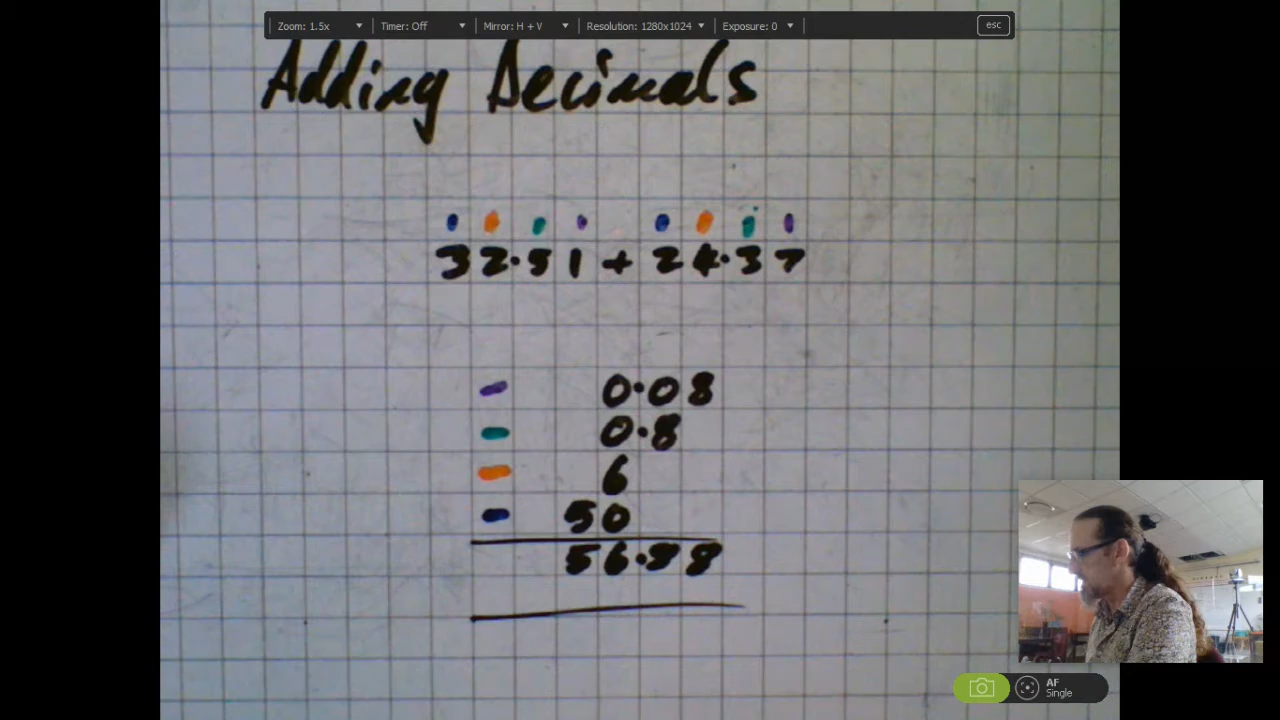 Zoom: 1.5x Timer: Off Mirror: H + V Resolution: 1280x1024 Exposure: 0 esc
Adding Decimals
32.51 + 24.37
0.08
0.8
6
50
56.88
AF
Single